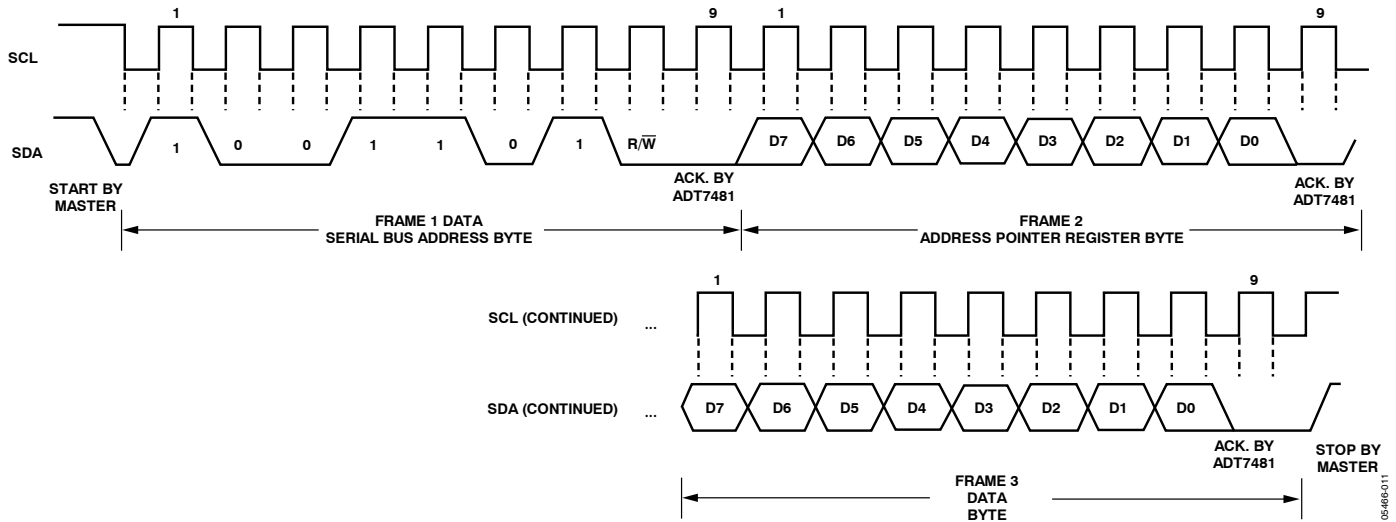 1 9 1 9
SCL
SDA
1 0 0 1 1 0 1 R/W̅ D7 D6 D5 D4 D3 D2 D1 D0
START BY
MASTER
ACK. BY
ADT7481
ACK. BY
ADT7481
FRAME 1 DATA
SERIAL BUS ADDRESS BYTE
FRAME 2
ADDRESS POINTER REGISTER BYTE
1 9
SCL (CONTINUED) ...
SDA (CONTINUED) ... D7 D6 D5 D4 D3 D2 D1 D0
ACK. BY
ADT7481
STOP BY
MASTER
FRAME 3
DATA
BYTE
05466-011